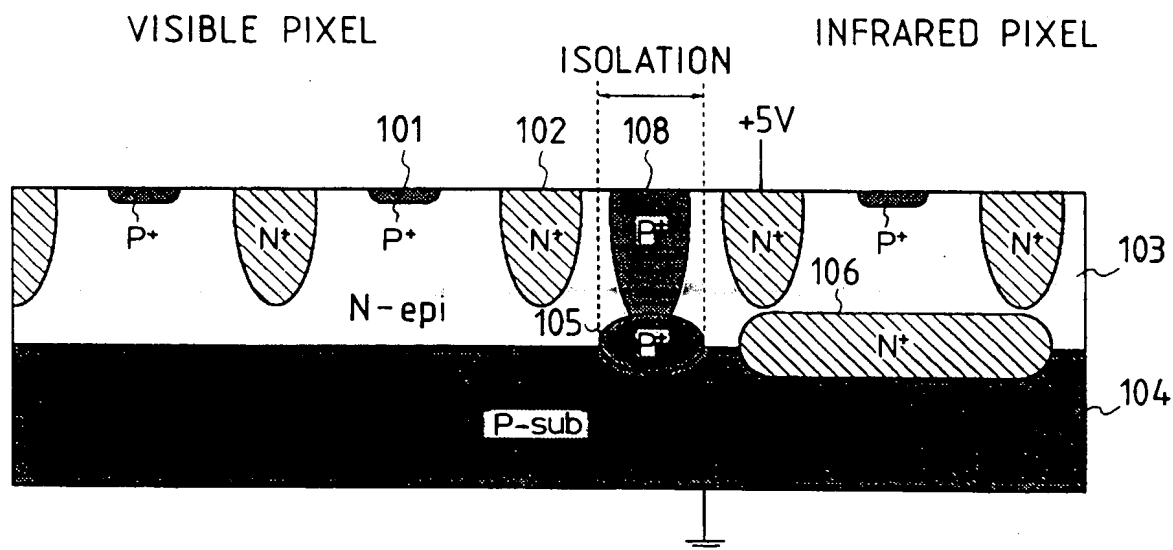 VISIBLE PIXEL
INFRARED PIXEL
ISOLATION
101
102
108
+5V
P+
N+
P+
N+
P+
N+
P+
N+
103
N-epi
105
P+
106
N+
104
P-sub